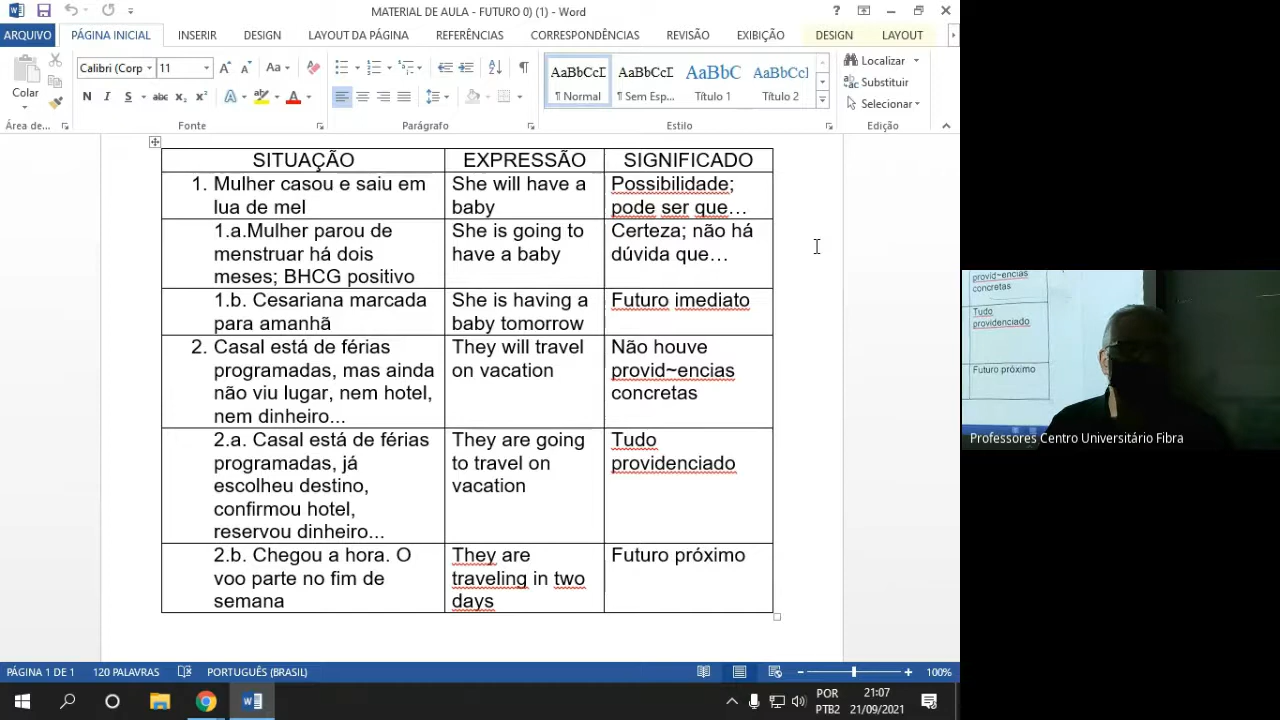 MATERIAL DE AULA - FUTURO 0) (1) - Word
ARQUIVO PÁGINA INICIAL INSERIR DESIGN LAYOUT DA PÁGINA REFERÊNCIAS CORRESPONDÊNCIAS REVISÃO EXIBIÇÃO DESIGN LAYOUT
Calibri (Corp 11
Colar
N I S abc x₂ x²
AaBbCcI AaBbCcI AaBbC AaBbCcI
¶ Normal ¶ Sem Esp... Título 1 Título 2
Localizar
Substituir
Selecionar
Área de... Fonte Parágrafo Estilo Edição
SITUAÇÃO EXPRESSÃO SIGNIFICADO
1. Mulher casou e saiu em
lua de mel
She will have a
baby
Possibilidade;
pode ser que…
1.a.Mulher parou de
menstruar há dois
meses; BHCG positivo
She is going to
have a baby
Certeza; não há
dúvida que…
1.b. Cesariana marcada
para amanhã
She is having a
baby tomorrow
Futuro imediato
2. Casal está de férias
programadas, mas ainda
não viu lugar, nem hotel,
nem dinheiro...
They will travel
on vacation
Não houve
provid~encias
concretas
2.a. Casal está de férias
programadas, já
escolheu destino,
confirmou hotel,
reservou dinheiro...
They are going
to travel on
vacation
Tudo
providenciado
2.b. Chegou a hora. O
voo parte no fim de
semana
They are
traveling in two
days
Futuro próximo
PÁGINA 1 DE 1 120 PALAVRAS PORTUGUÊS (BRASIL) 100%
POR
PTB2
21:07
21/09/2021
provid~encias
concretas
Tudo
providenciado
Futuro próximo
Professores Centro Universitário Fibra